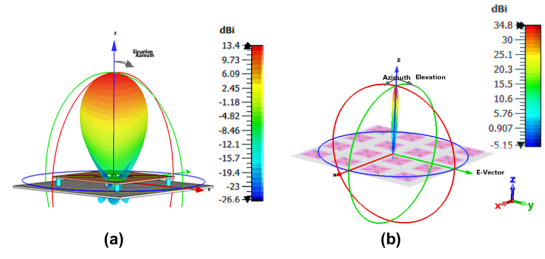 dBi
13.4
9.73
6.09
2.45
-1.18
-4.82
-8.46
-12.1
-15.7
-19.4
-23
-26.6
z
Elevation
Azimuth
(a)
dBi
34.8
30
25.1
20.3
15.4
10.6
5.76
0.907
-5.15
z
Azimuth
Elevation
x
E-Vector
z
x
y
(b)